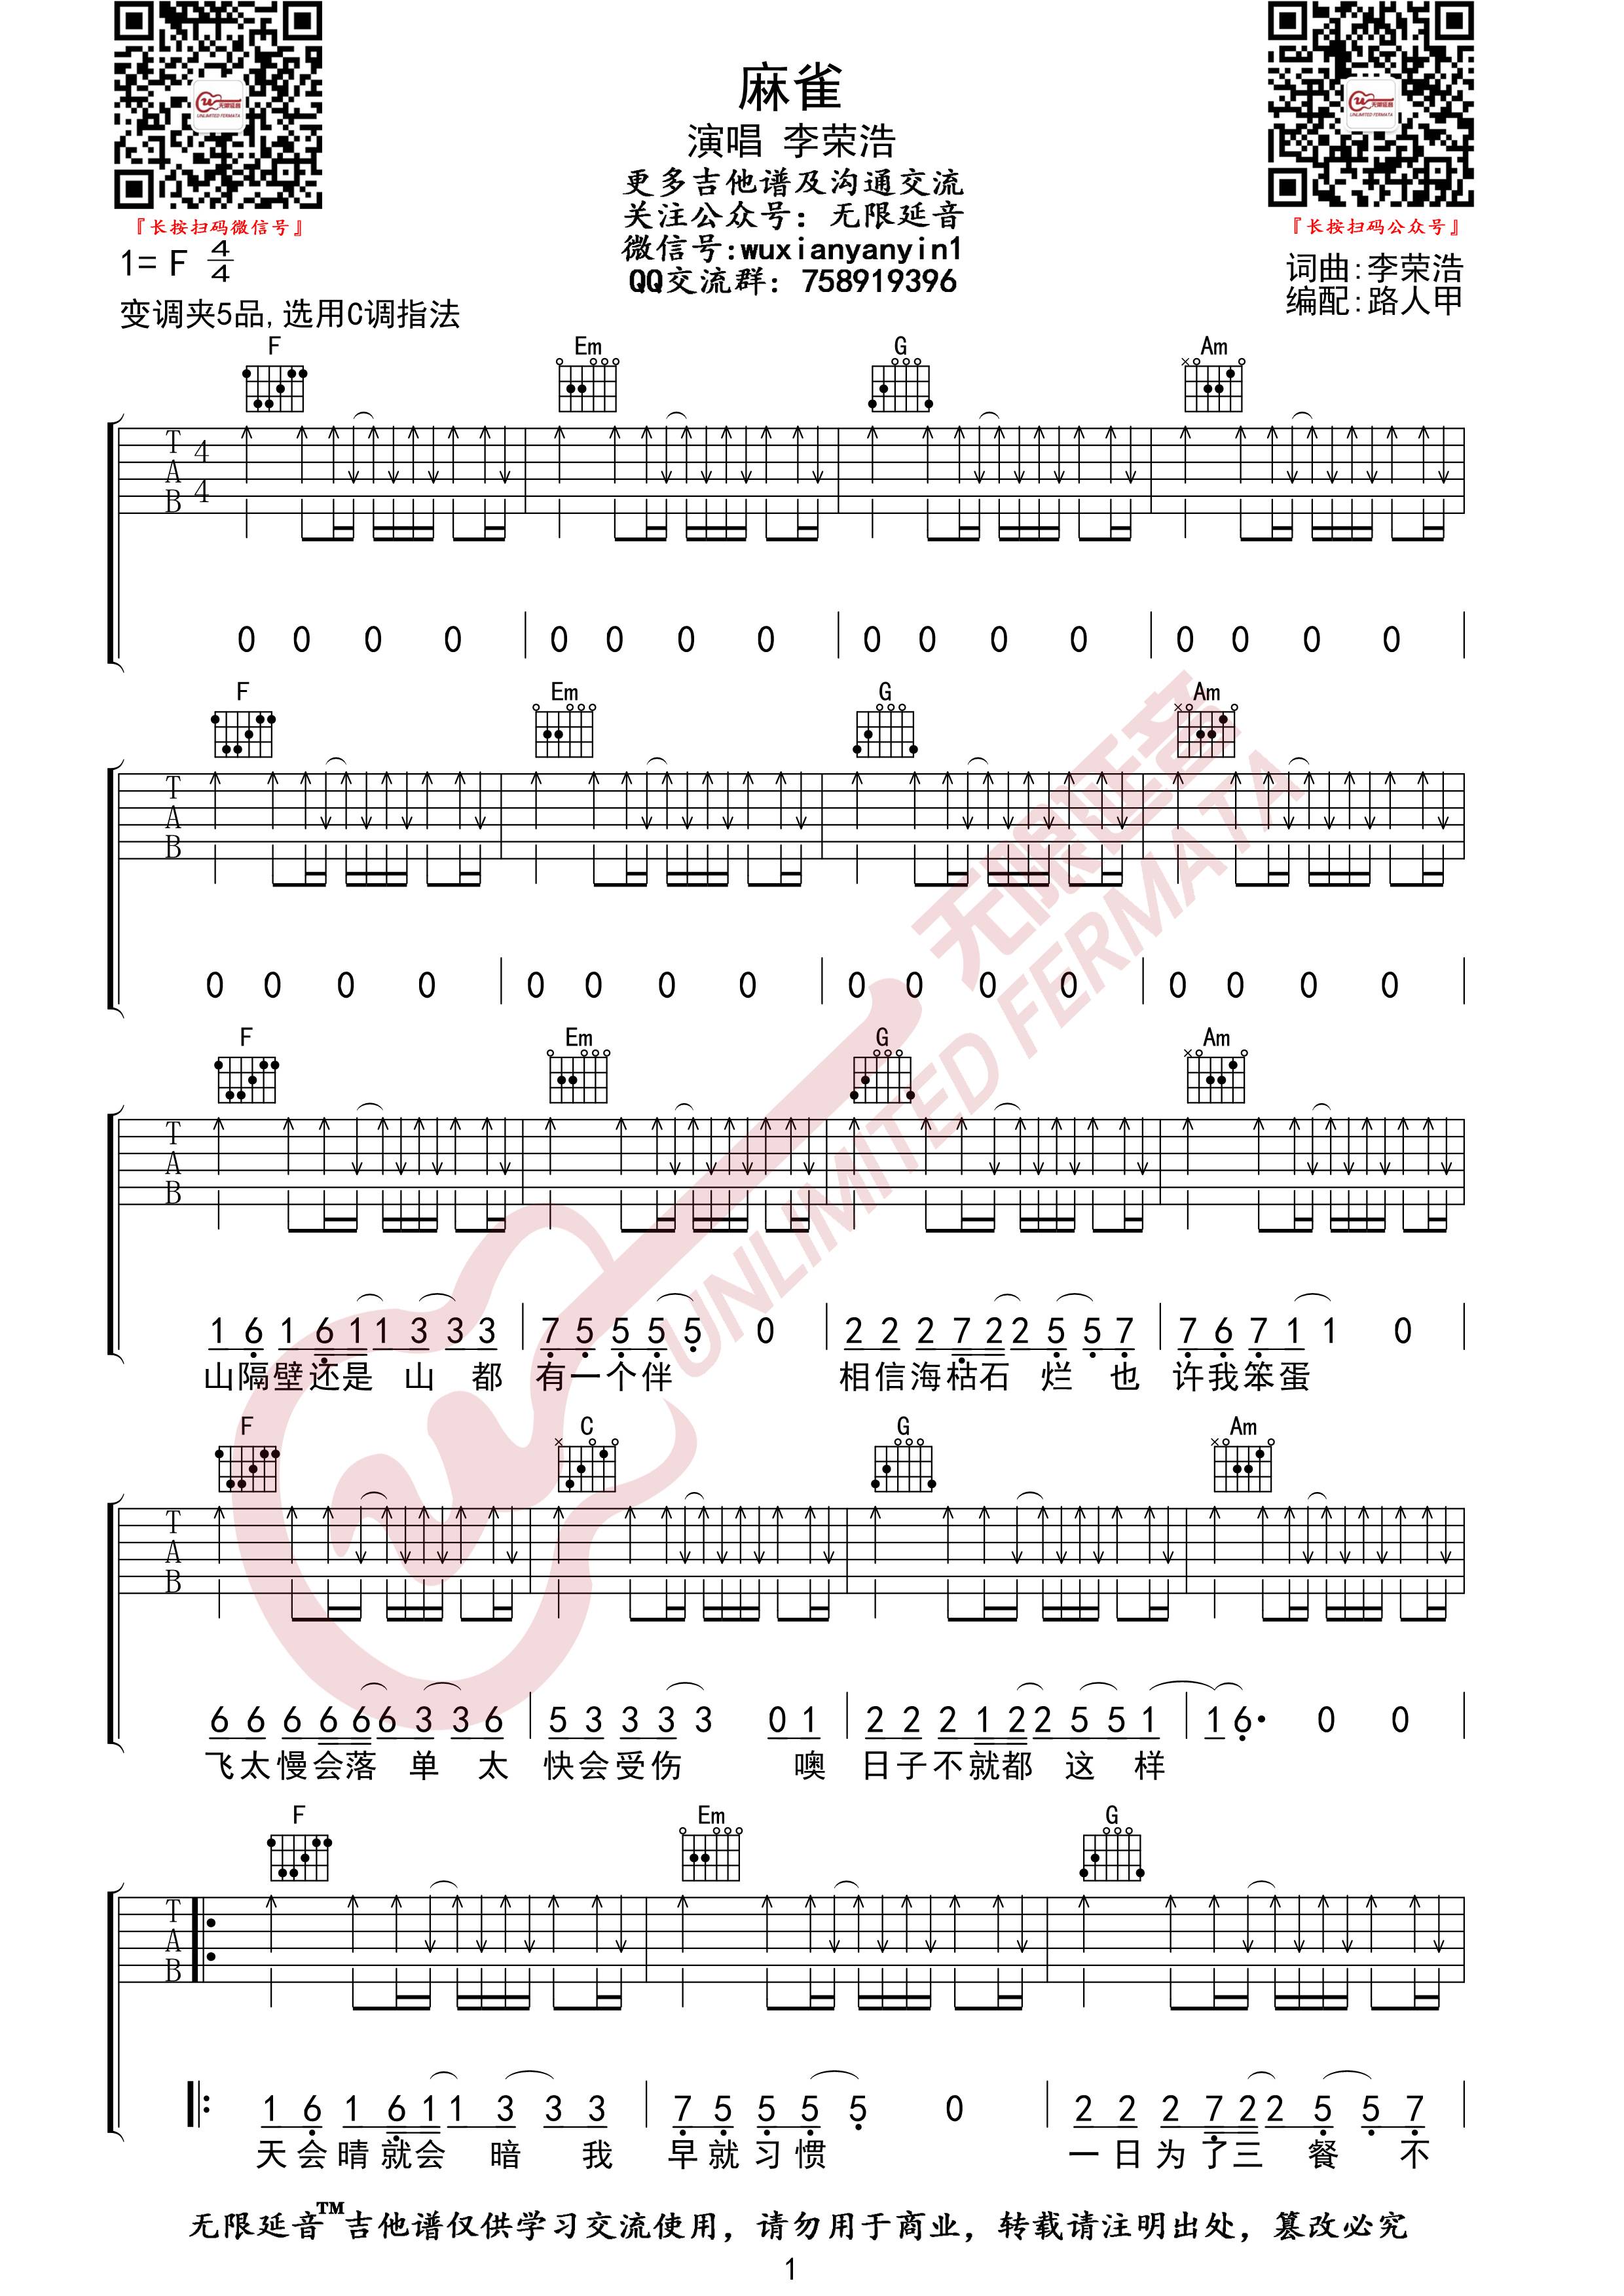 麻雀
演唱 李荣浩
更多吉他谱及沟通交流
关注公众号：无限延音
微信号:wuxianyanyin1
QQ交流群：758919396
无限延音
UNLIMITED FERMATA
『长按扫码微信号』
无限延音
UNLIMITED FERMATA
『长按扫码公众号』
1= F 4/4
变调夹5品,选用C调指法
词曲:李荣浩
编配:路人甲
F Em G Am
T A B 4 4
0 0 0 0 0 0 0 0 0 0 0 0 0 0 0 0
F Em G Am
T A B
0 0 0 0 0 0 0 0 0 0 0 0 0 0 0 0
F Em G Am
T A B
1 6 1 6 1 1 3 3 3 7 5 5 5 5 0 2 2 2 7 2 2 5 5 7 7 6 7 1 1 0
山隔壁还是 山 都 有一个伴 相信海枯石 烂 也 许我笨蛋
F C G Am
T A B
6 6 6 6 6 6 3 3 6 5 3 3 3 3 0 1 2 2 2 1 2 2 5 5 1 1 6· 0 0
飞太慢会落 单 太 快会受伤 噢 日子不就都 这 样
F Em G
T A B
1 6 1 6 1 1 3 3 3 7 5 5 5 5 0 2 2 2 7 2 2 5 5 7
天会晴就会 暗 我 早就习惯 一日为了三 餐 不
无限延音
UNLIMITED FERMATA
无限延音™吉他谱仅供学习交流使用，请勿用于商业，转载请注明出处，篡改必究
1